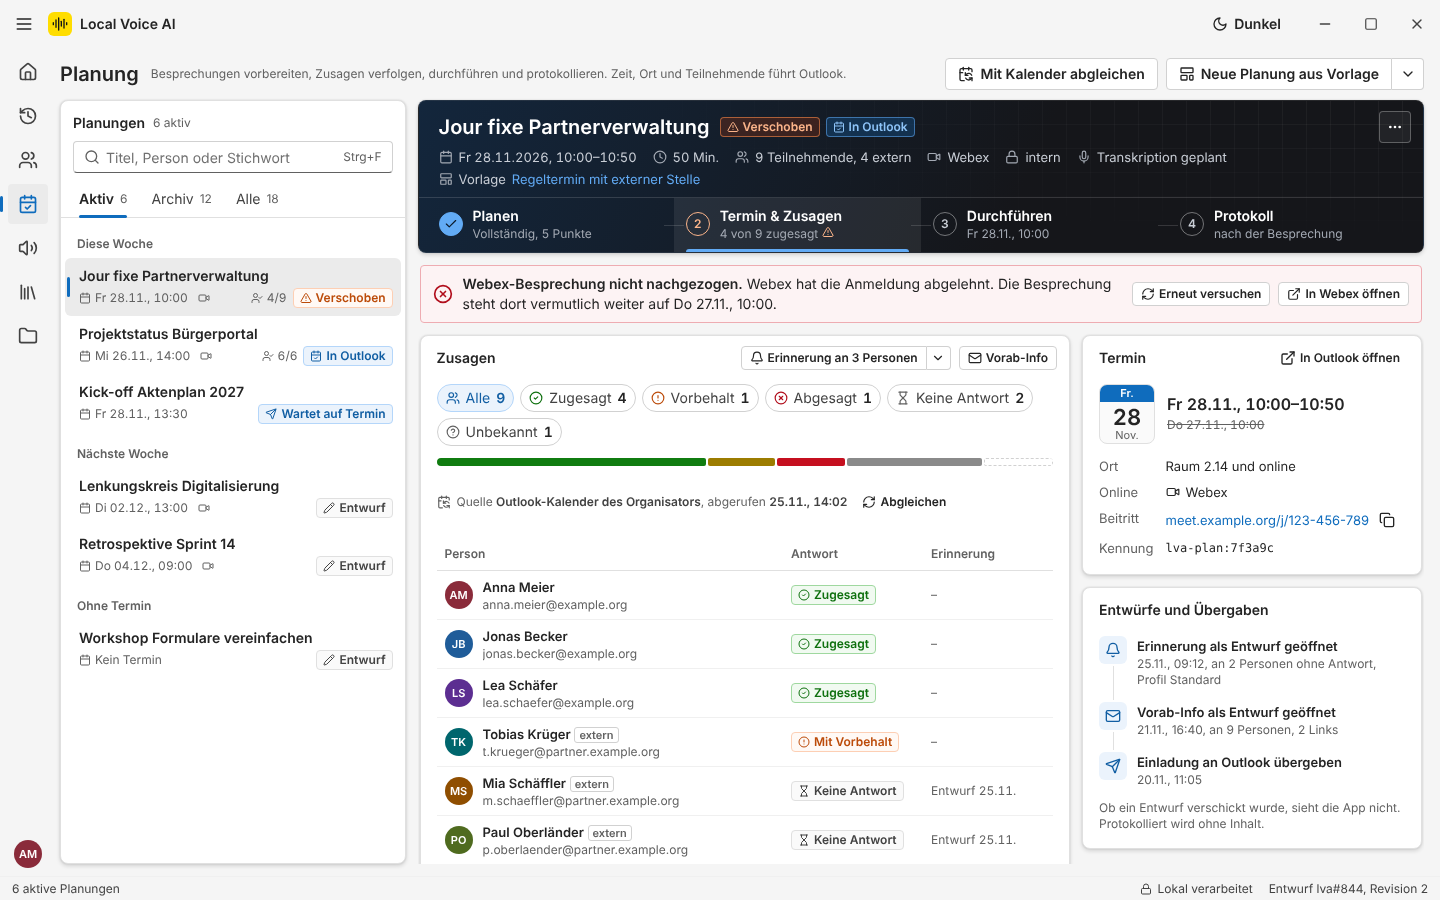 Local Voice AI
Dunkel
Planung
Besprechungen vorbereiten, Zusagen verfolgen, durchführen und protokollieren. Zeit, Ort und Teilnehmende führt Outlook.
Mit Kalender abgleichen
Neue Planung aus Vorlage
Planungen 6 aktiv
Titel, Person oder Stichwort Strg+F
Aktiv 6 Archiv 12 Alle 18
Diese Woche
Jour fixe Partnerverwaltung
Fr 28.11., 10:00 4/9 Verschoben
Projektstatus Bürgerportal
Mi 26.11., 14:00 6/6 In Outlook
Kick-off Aktenplan 2027
Fr 28.11., 13:30 Wartet auf Termin
Nächste Woche
Lenkungskreis Digitalisierung
Di 02.12., 13:00 Entwurf
Retrospektive Sprint 14
Do 04.12., 09:00 Entwurf
Ohne Termin
Workshop Formulare vereinfachen
Kein Termin Entwurf
AM
Jour fixe Partnerverwaltung Verschoben In Outlook
Fr 28.11.2026, 10:00–10:50 50 Min. 9 Teilnehmende, 4 extern Webex intern Transkription geplant
Vorlage Regeltermin mit externer Stelle
Planen
Vollständig, 5 Punkte
2 Termin & Zusagen
4 von 9 zugesagt
3 Durchführen
Fr 28.11., 10:00
4 Protokoll
nach der Besprechung
Webex-Besprechung nicht nachgezogen. Webex hat die Anmeldung abgelehnt. Die Besprechung
steht dort vermutlich weiter auf Do 27.11., 10:00.
Erneut versuchen
In Webex öffnen
Zusagen
Erinnerung an 3 Personen
Vorab-Info
Alle 9 Zugesagt 4 Vorbehalt 1 Abgesagt 1 Keine Antwort 2
Unbekannt 1
Quelle Outlook-Kalender des Organisators, abgerufen 25.11., 14:02 Abgleichen
Person Antwort Erinnerung
AM Anna Meier Zugesagt –
anna.meier@example.org
JB Jonas Becker Zugesagt –
jonas.becker@example.org
LS Lea Schäfer Zugesagt –
lea.schaefer@example.org
TK Tobias Krüger extern Mit Vorbehalt –
t.krueger@partner.example.org
MS Mia Schäffler extern Keine Antwort Entwurf 25.11.
m.schaeffler@partner.example.org
PO Paul Oberländer extern Keine Antwort Entwurf 25.11.
p.oberlaender@partner.example.org
Termin
In Outlook öffnen
Fr.
28
Nov.
Fr 28.11., 10:00–10:50
Do 27.11., 10:00
Ort Raum 2.14 und online
Online Webex
Beitritt meet.example.org/j/123-456-789
Kennung lva-plan:7f3a9c
Entwürfe und Übergaben
Erinnerung als Entwurf geöffnet
25.11., 09:12, an 2 Personen ohne Antwort,
Profil Standard
Vorab-Info als Entwurf geöffnet
21.11., 16:40, an 9 Personen, 2 Links
Einladung an Outlook übergeben
20.11., 11:05
Ob ein Entwurf verschickt wurde, sieht die App nicht.
Protokolliert wird ohne Inhalt.
6 aktive Planungen
Lokal verarbeitet
Entwurf lva#844, Revision 2